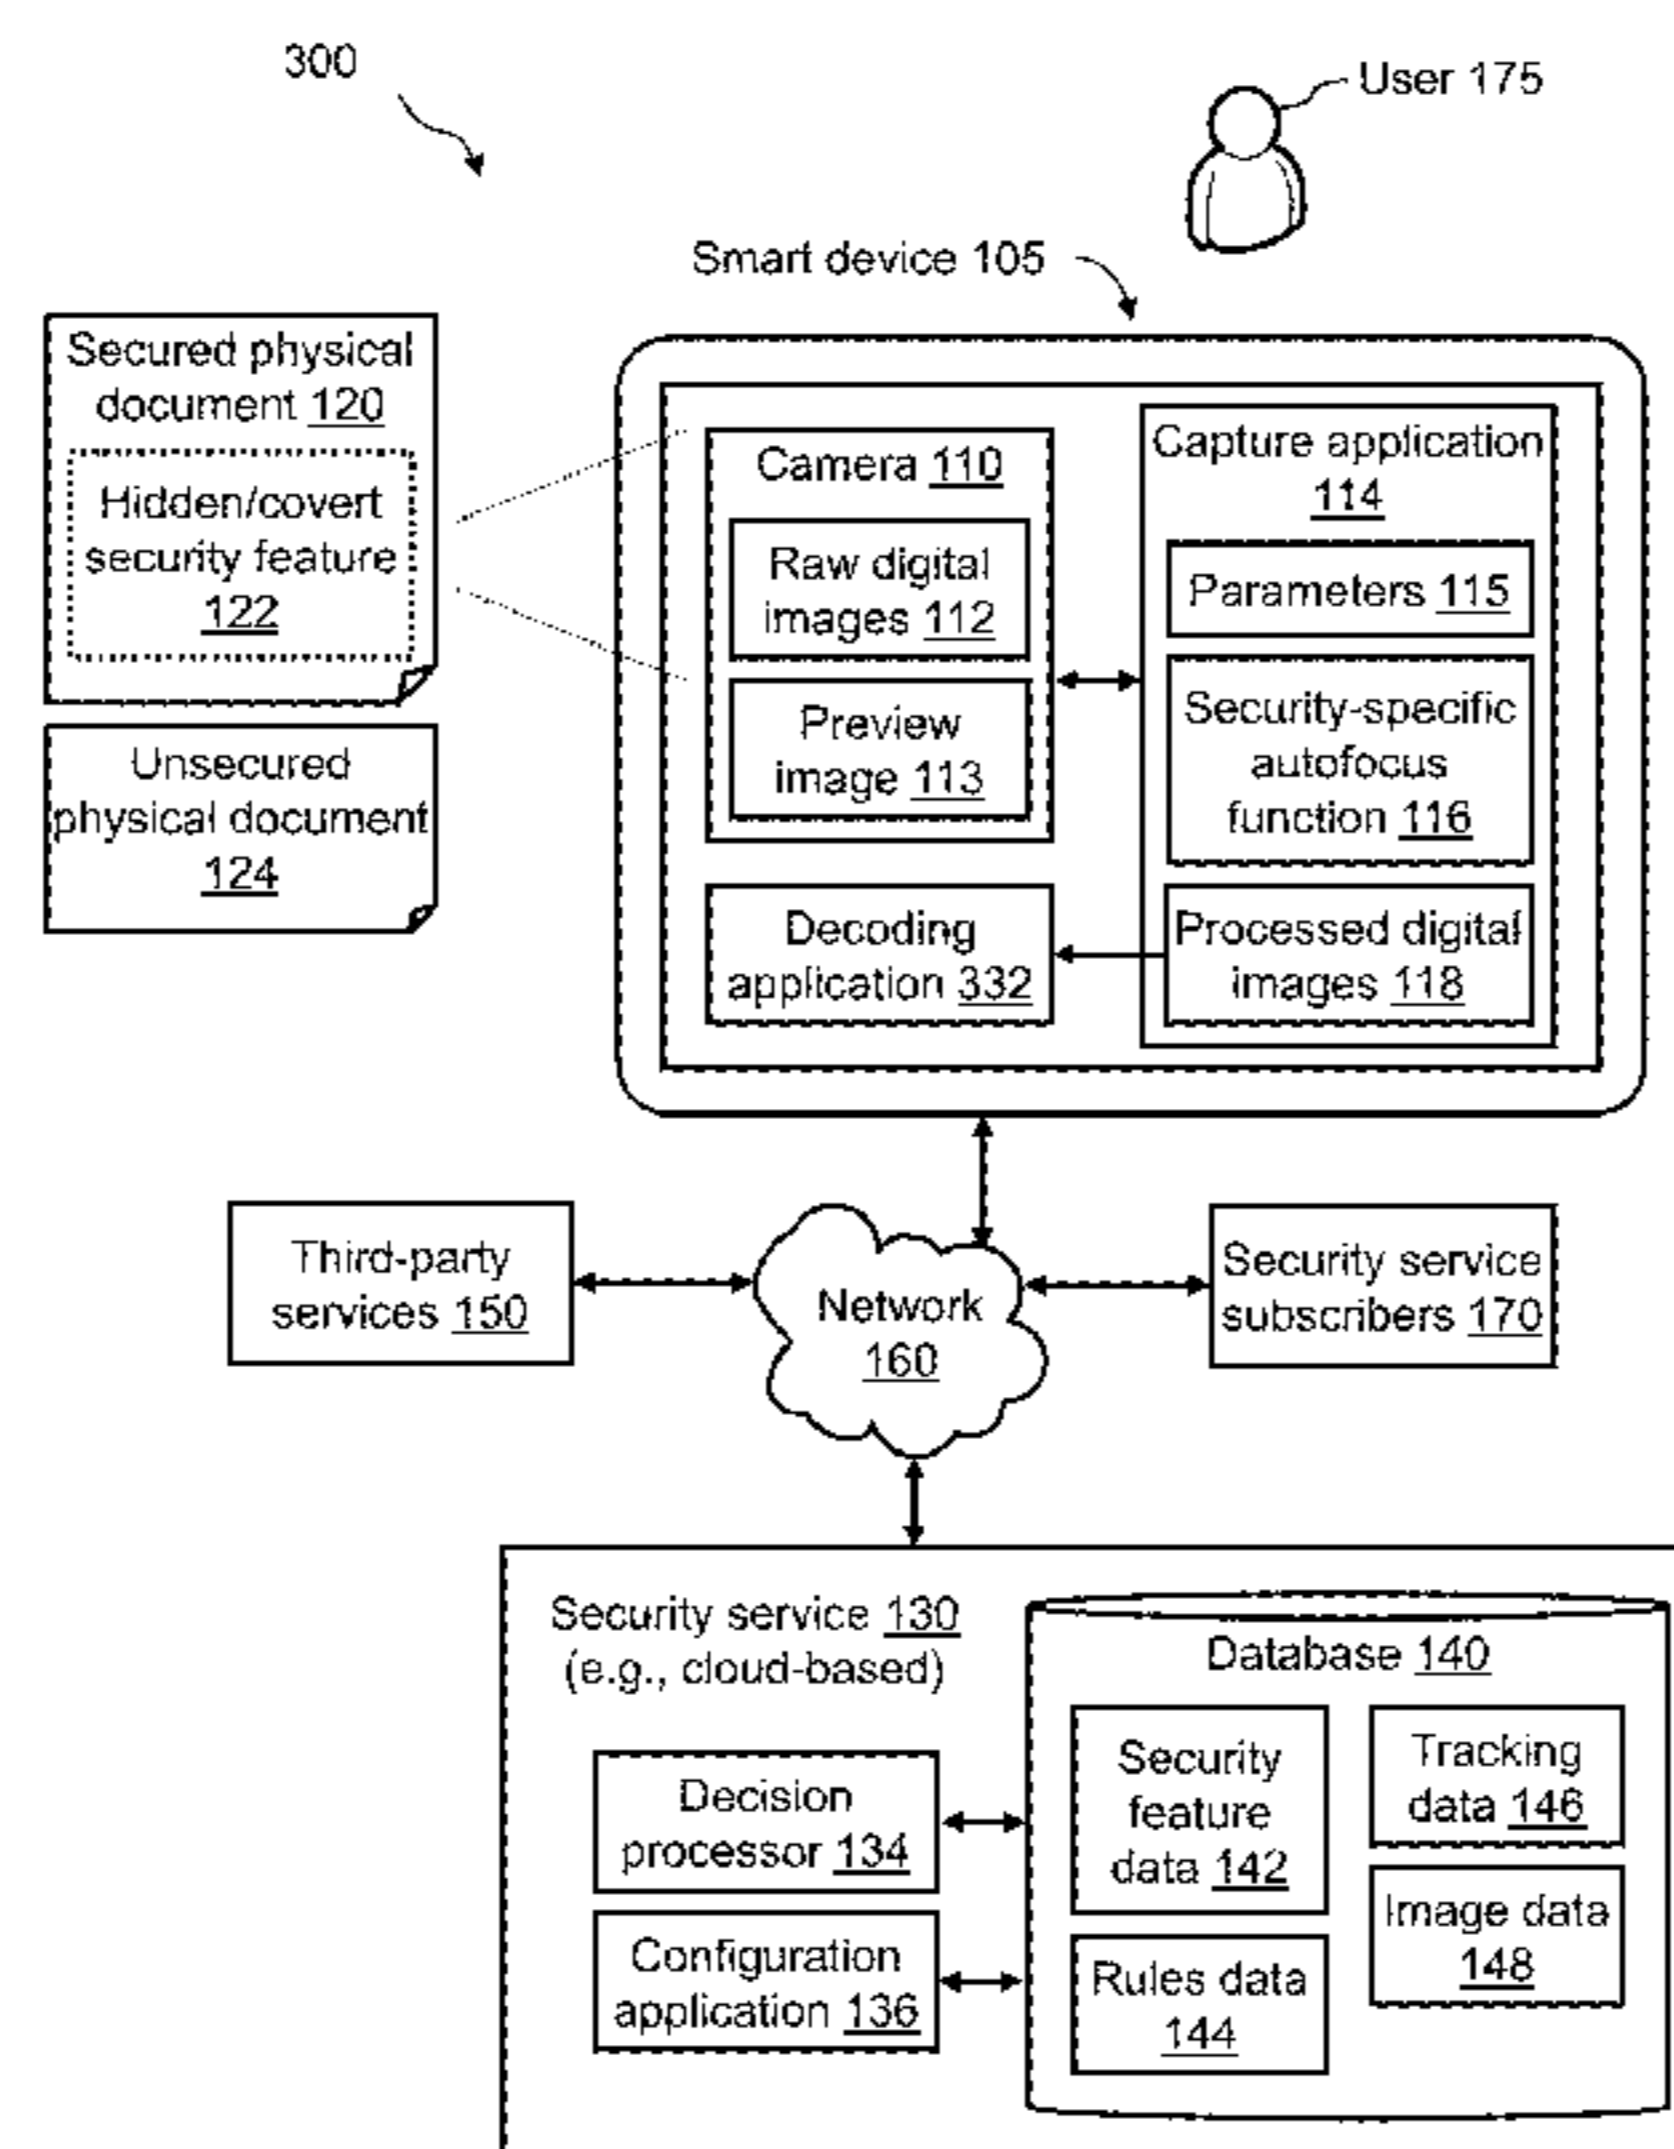 300
User 175
Smart device 105
Secured physical
document 120
Hidden/covert
security feature
122
Unsecured
physical document
124
Camera 110
Raw digital
images 112
Preview
image 113
Decoding
application 332
Capture application
114
Parameters 115
Security-specific
autofocus
function 116
Processed digital
images 118
Third-party
services 150
Network
160
Security service
subscribers 170
Security service 130
(e.g., cloud-based)
Decision
processor 134
Configuration
application 136
Database 140
Security
feature
data 142
Rules data
144
Tracking
data 146
Image data
148